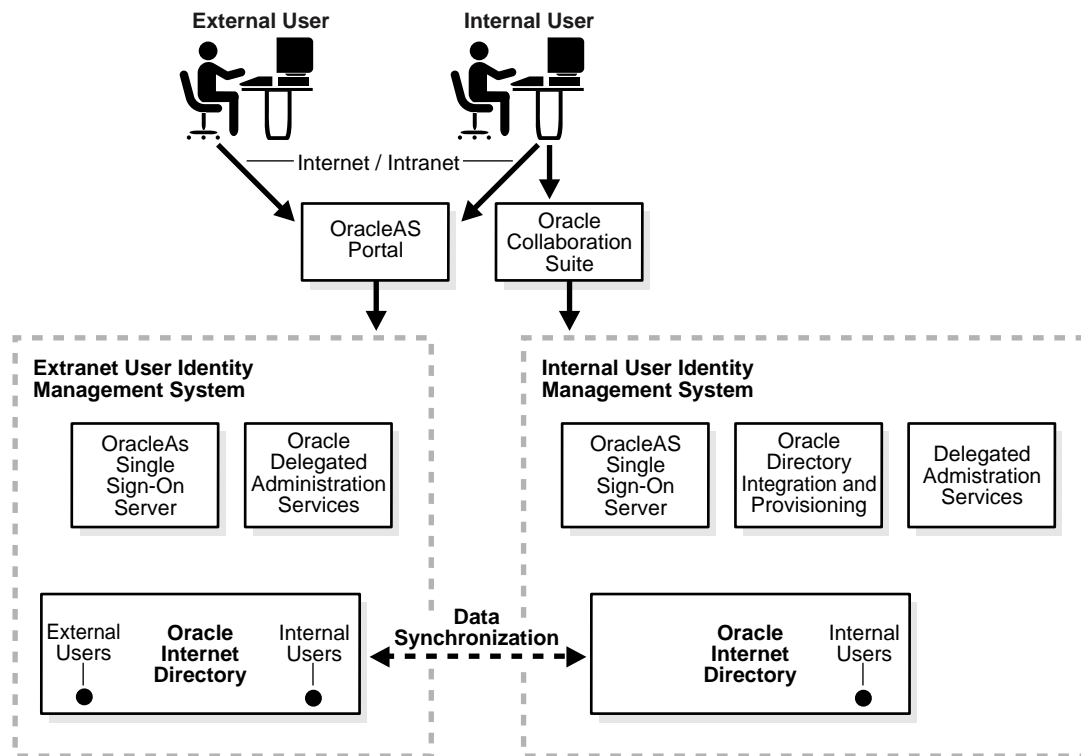 External User
Internal User
Internet / Intranet
OracleAS
Portal
Oracle
Collaboration
Suite
Extranet User Identity
Management System
OracleAs
Single
Sign-On
Server
Oracle
Delegated
Administration
Services
Internal User Identity
Management System
OracleAS
Single
Sign-On
Server
Oracle
Directory
Integration and
Provisioning
Delegated
Admistration
Services
External
Users
Oracle
Internet
Directory
Internal
Users
Data
Synchronization
Oracle
Internet
Directory
Internal
Users